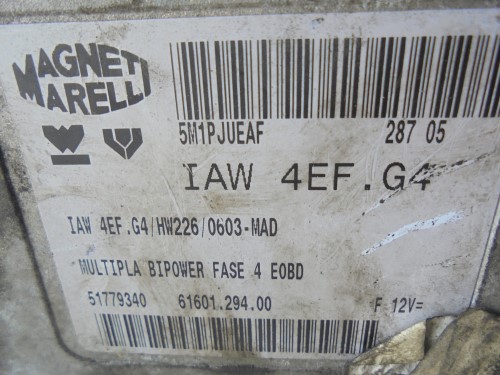 MAGNETI
MARELLI
5M1PJUEAF 287 05
IAW 4EF.G4
IAW 4EF.G4/HW226/0603-MAD
MULTIPLA BIPOWER FASE 4 EOBD
51779340 61601.294.00 F 12V=